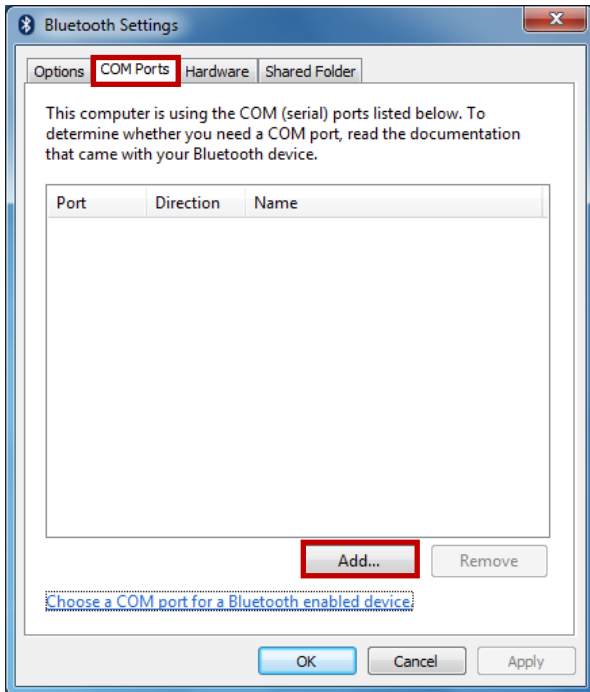 Bluetooth Settings
Options COM Ports Hardware Shared Folder
This computer is using the COM (serial) ports listed below. To
determine whether you need a COM port, read the documentation
that came with your Bluetooth device.
Port Direction Name
Add... Remove
Choose a COM port for a Bluetooth enabled device.
OK Cancel Apply